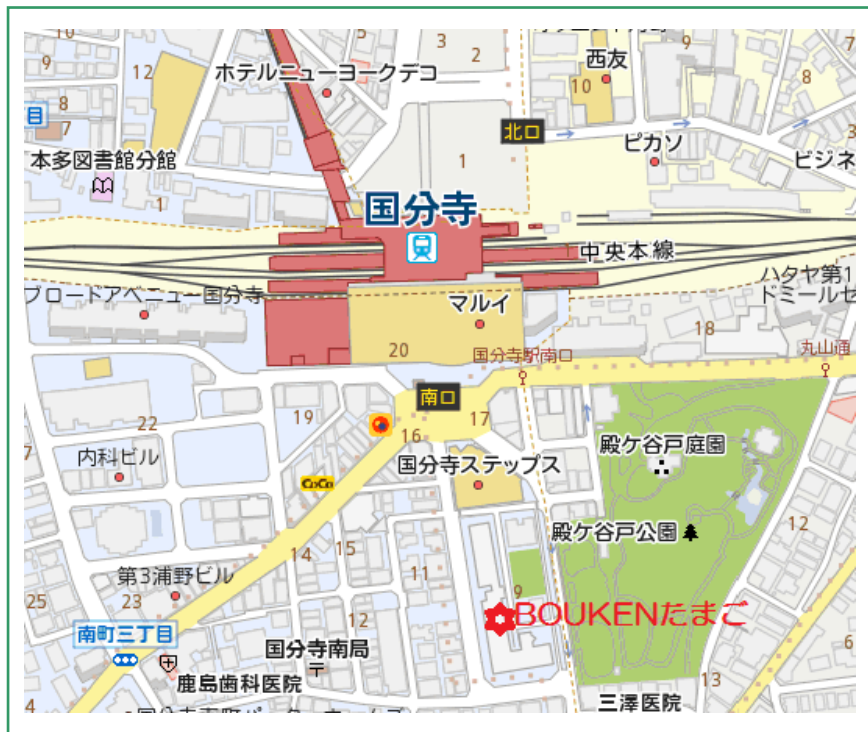 10
5
3
2
9
12
西友
9
8
ホテルニューヨークデコ
8
目
7
10
北口
3
本多図書館分館
1
ピカソ
ビジネ
1
国分寺
中央本線
ブロードアベニュー国分寺
マルイ
ハタヤ第1
ドミールセ
18
20
国分寺駅南口
丸山通
南口
22
19
17
16
殿ケ谷戸庭園
内科ビル
国分寺ステップス
7
CoCo
殿ケ谷戸公園
12
14
15
第3浦野ビル
11
9
25
23
BOUKENたまご
12
南町三丁目
6
国分寺南局
鹿島歯科医院
13
三澤医院
4